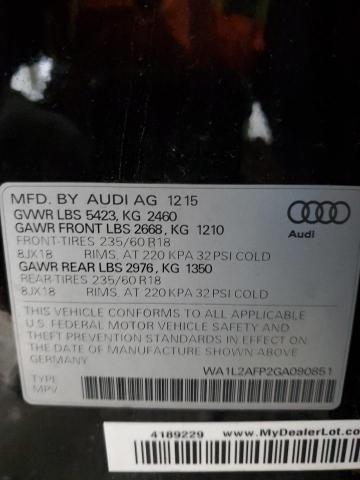 MFD. BY AUDI AG 12 15
GVWR LBS 5423, KG 2460
GAWR FRONT LBS 2668, KG 1210
FRONT-TIRES 235/60 R18
8JX18 RIMS, AT 220 KPA 32 PSI COLD
GAWR REAR LBS 2976, KG 1350
REAR-TIRES 235/60 R18
8JX18 RIMS, AT 220 KPA 32 PSI COLD
Audi
THIS VEHICLE CONFORMS TO ALL APPLICABLE
U.S. FEDERAL MOTOR VEHICLE SAFETY AND
THEFT PREVENTION STANDARDS IN EFFECT ON
THE DATE OF MANUFACTURE SHOWN ABOVE
GERMANY
WA1L2AFP2GA090851
TYPE:
MPV
4189229 www.MyDealerLot.com